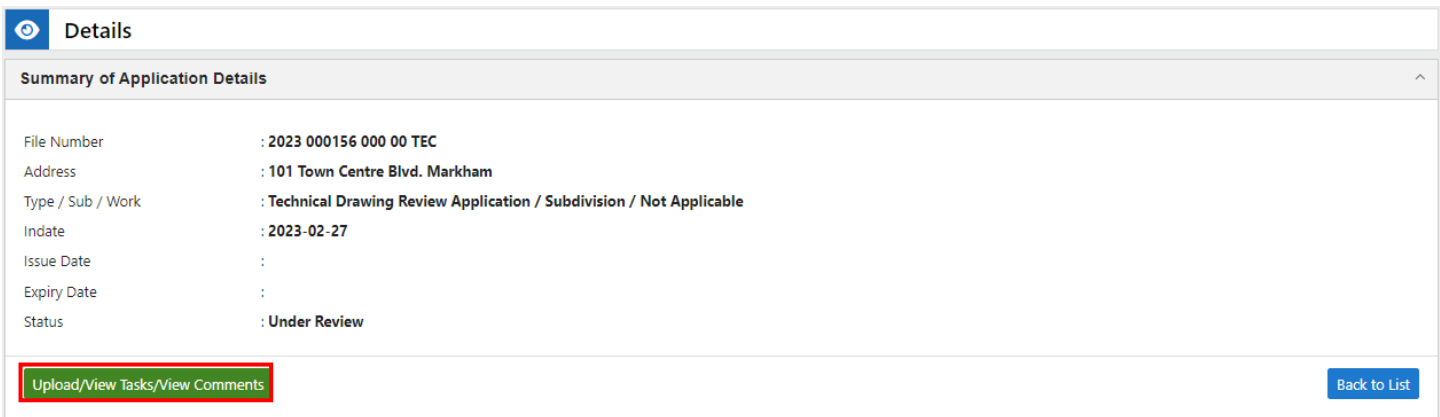 Details
Summary of Application Details
File Number : 2023 000156 000 00 TEC
Address : 101 Town Centre Blvd. Markham
Type / Sub / Work : Technical Drawing Review Application / Subdivision / Not Applicable
Indate : 2023-02-27
Issue Date :
Expiry Date :
Status : Under Review
Upload/View Tasks/View Comments Back to List